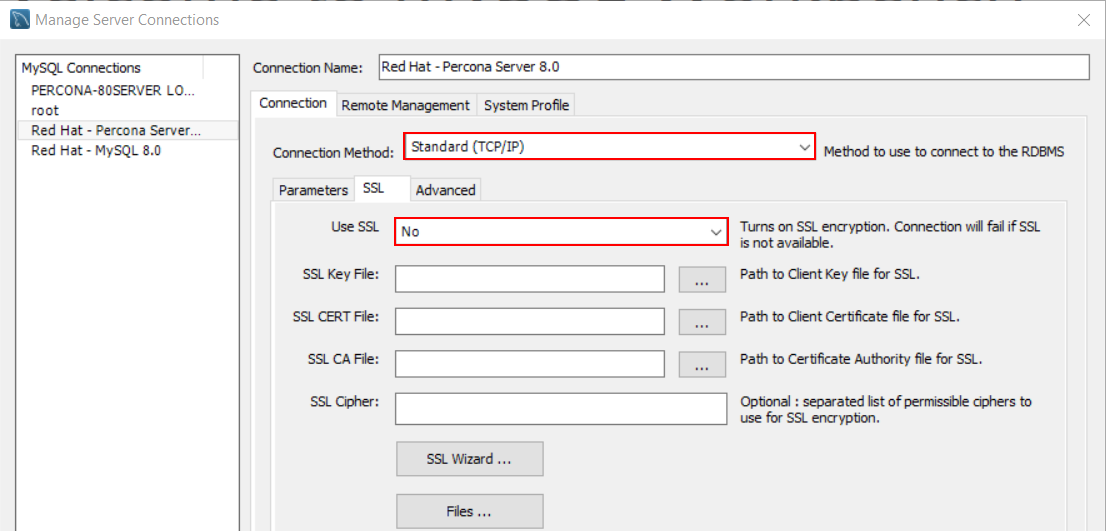 Manage Server Connections
MySQL Connections
PERCONA-80SERVER LO...
root
Red Hat - Percona Server...
Red Hat - MySQL 8.0
Connection Name: Red Hat - Percona Server 8.0
Connection Remote Management System Profile
Connection Method: Standard (TCP/IP) Method to use to connect to the RDBMS
Parameters SSL Advanced
Use SSL No Turns on SSL encryption. Connection will fail if SSL
is not available.
SSL Key File: ... Path to Client Key file for SSL.
SSL CERT File: ... Path to Client Certificate file for SSL.
SSL CA File: ... Path to Certificate Authority file for SSL.
SSL Cipher: Optional : separated list of permissible ciphers to
use for SSL encryption.
SSL Wizard ...
Files ...